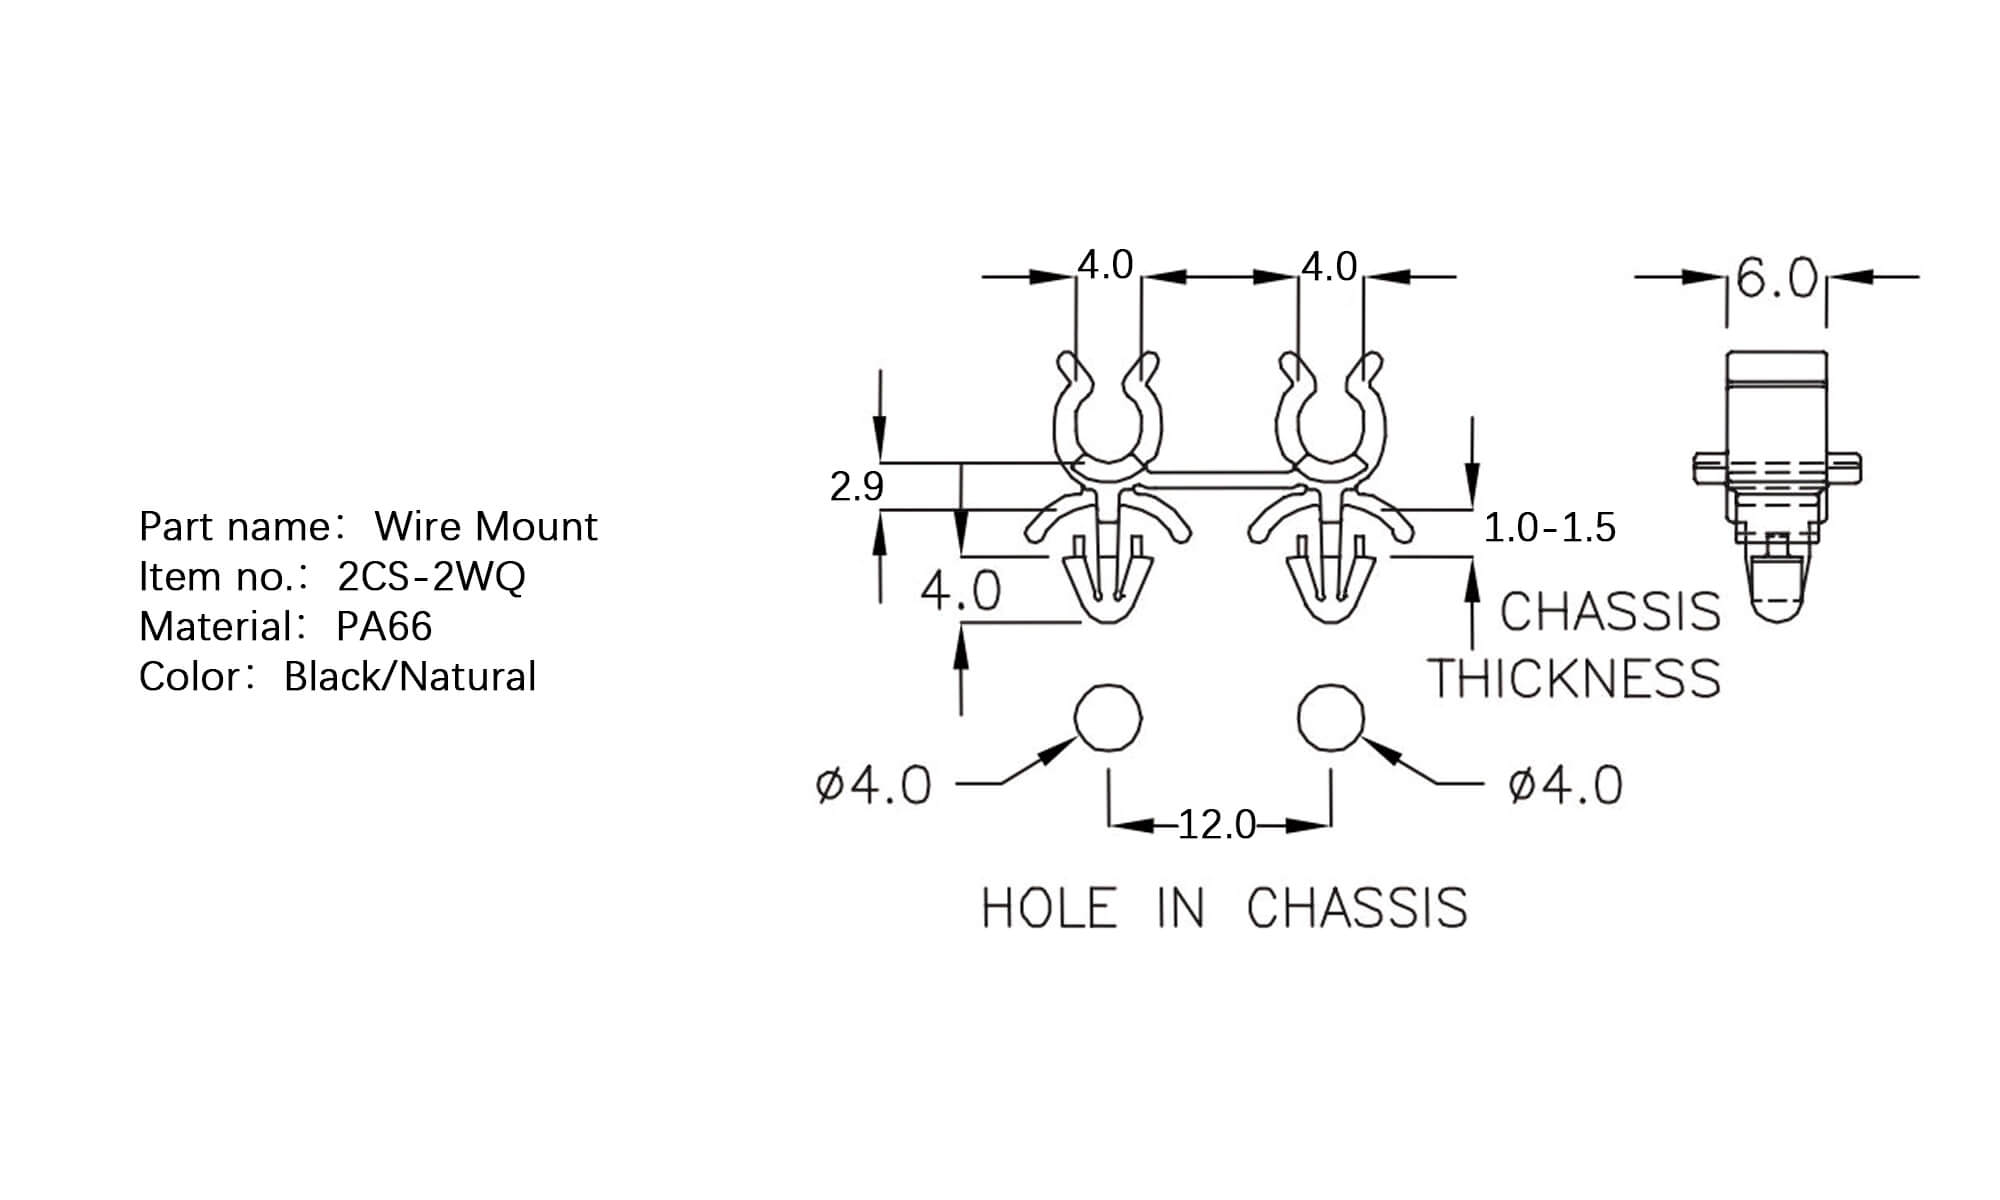 Part name： Wire Mount
Item no.： 2CS-2WQ
Material： PA66
Color： Black/Natural
4.0
4.0
6.0
2.9
4.0
1.0-1.5
CHASSIS
THICKNESS
ø4.0
ø4.0
12.0
HOLE IN CHASSIS